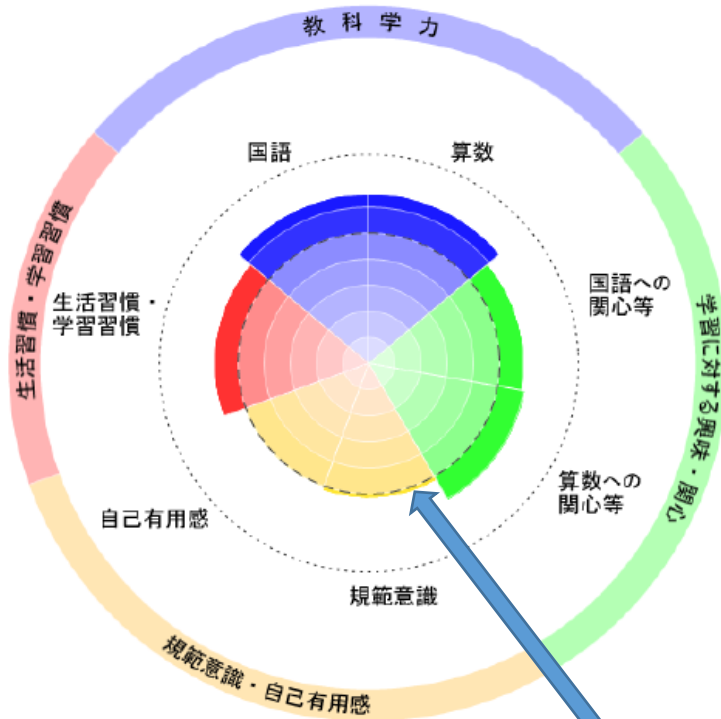 教科学力
国語
算数
生活習慣・学習習慣
生活習慣・
学習習慣
国語への
関心等
学習に対する興味・関心
算数への
関心等
自己有用感
規範意識
規範意識・自己有用感